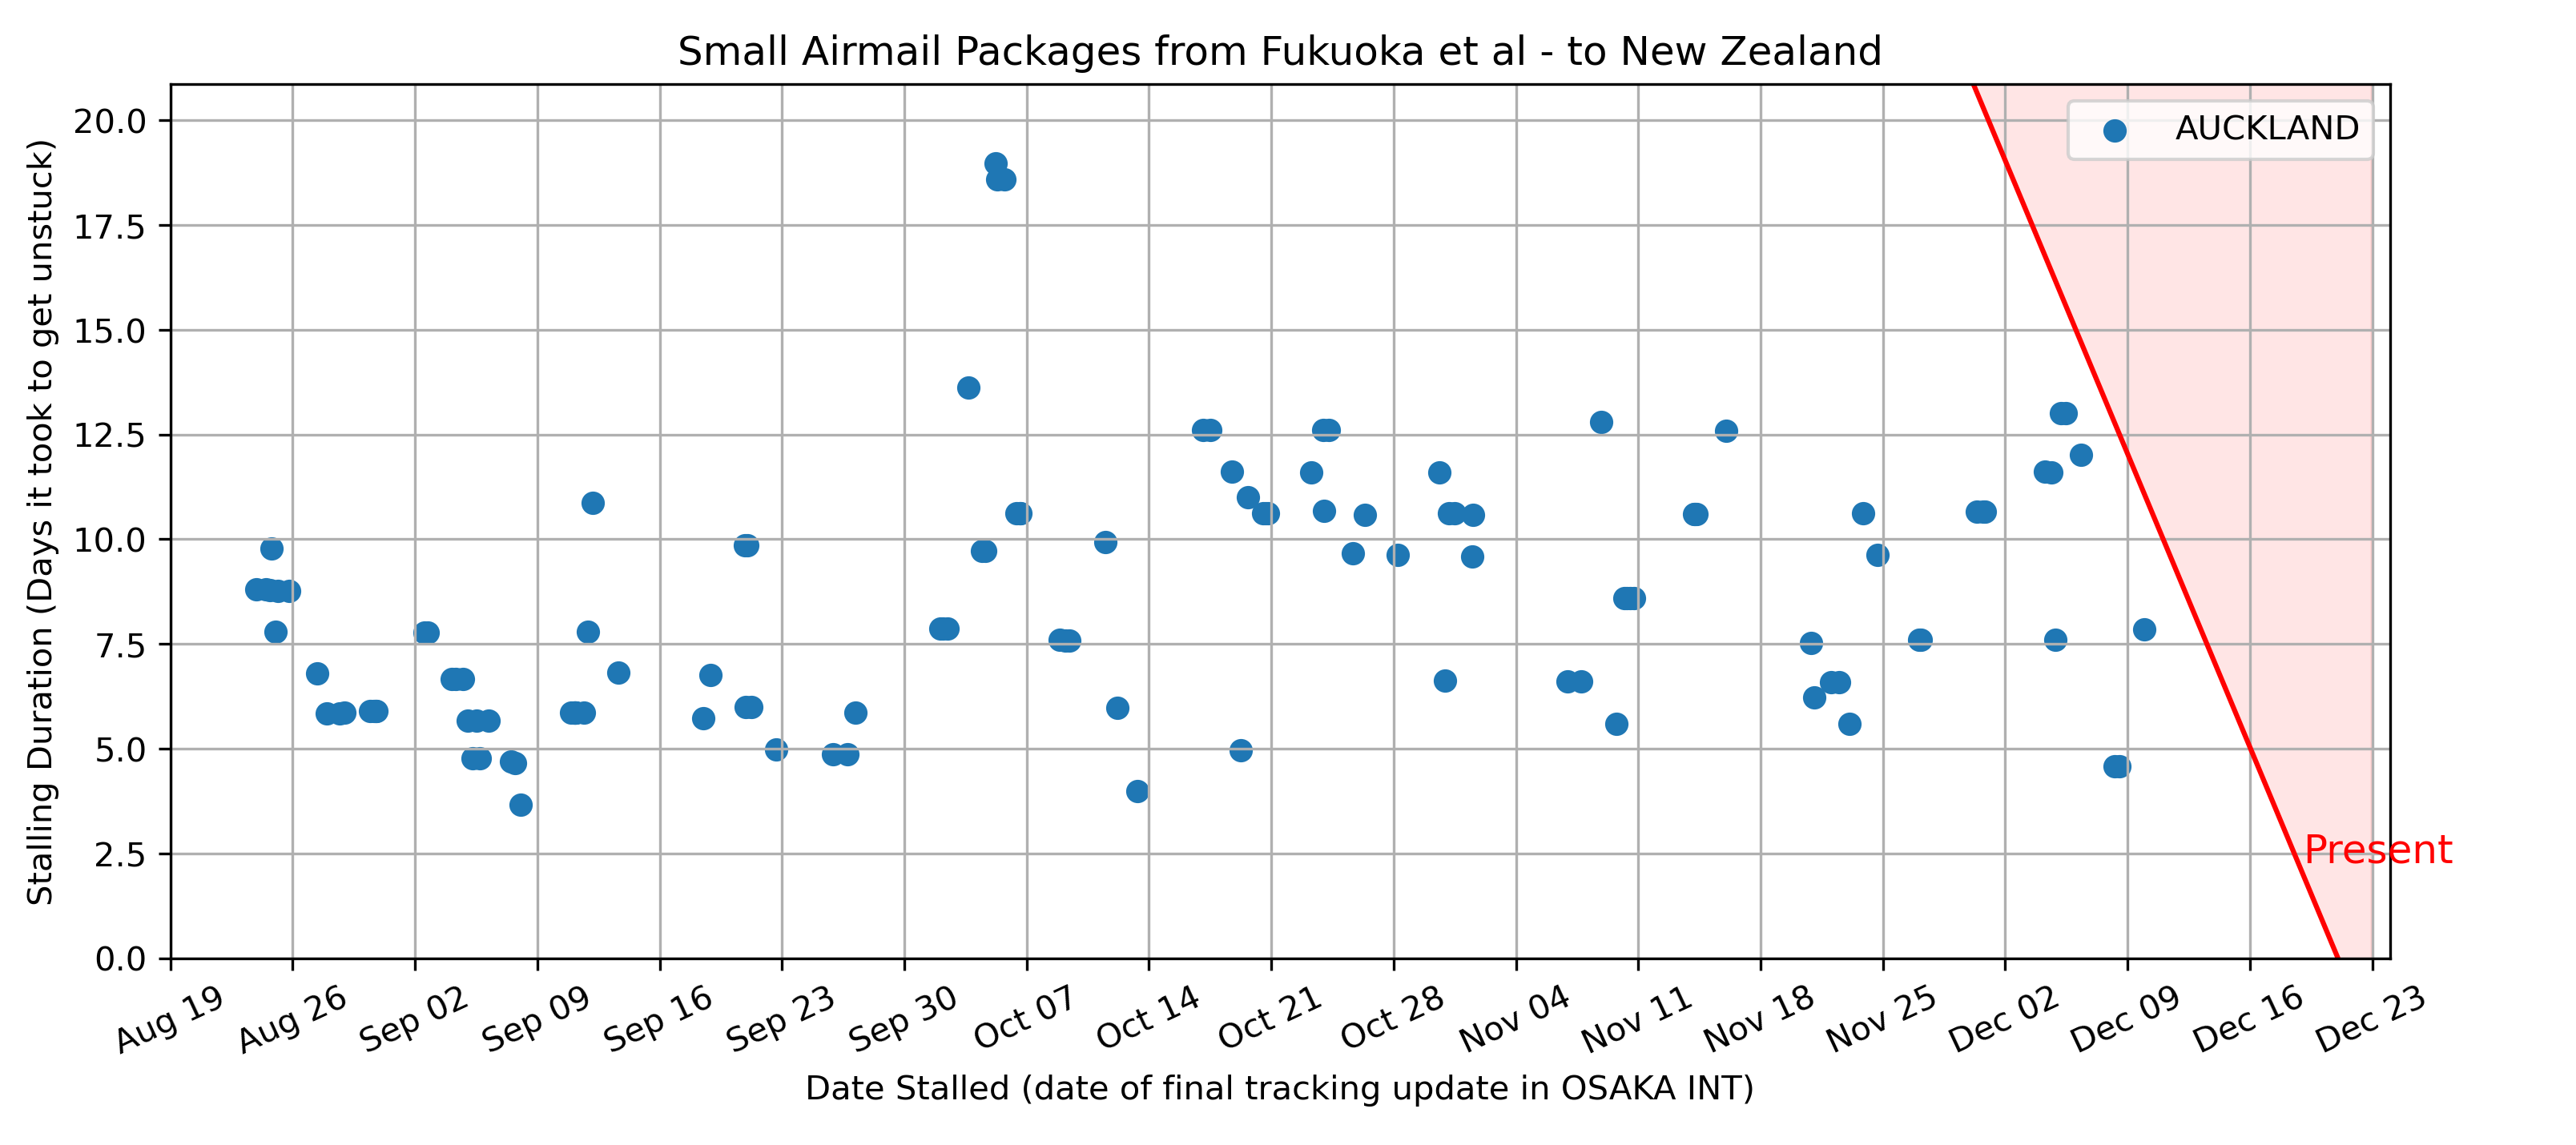 Small Airmail Packages from Fukuoka et al - to New Zealand
Stalling Duration (Days it took to get unstuck)
20.0
17.5
15.0
12.5
10.0
7.5
5.0
2.5
0.0
AUCKLAND
Present
Aug 19
Aug 26
Sep 02
Sep 09
Sep 16
Sep 23
Sep 30
Oct 07
Oct 14
Oct 21
Oct 28
Nov 04
Nov 11
Nov 18
Nov 25
Dec 02
Dec 09
Dec 16
Dec 23
Date Stalled (date of final tracking update in OSAKA INT)